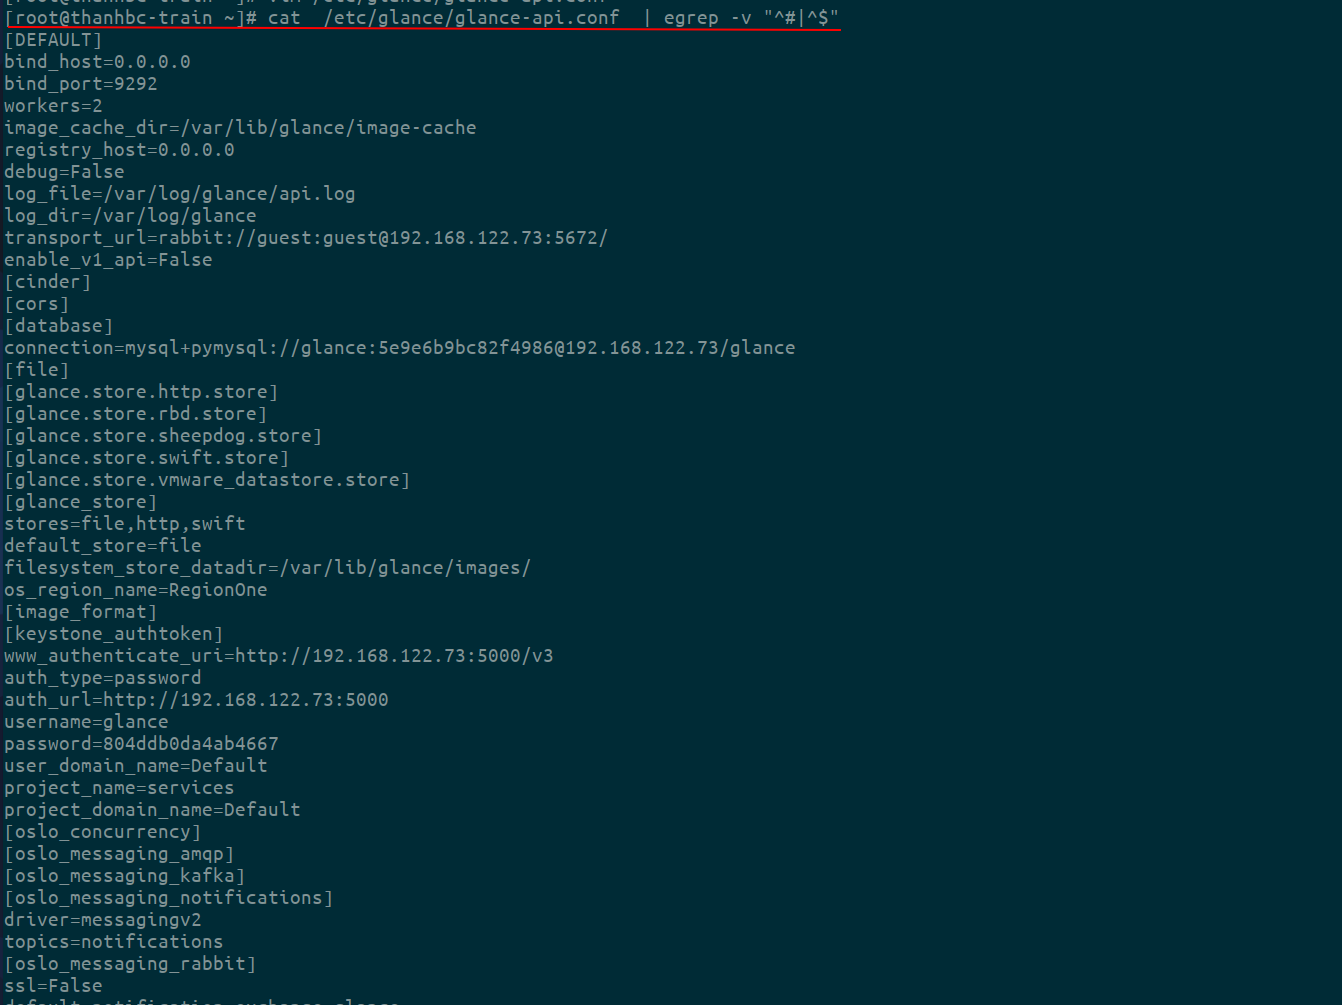 [root@thanhbc-train ~]# cat  /etc/glance/glance-api.conf  | egrep -v "^#|^$"
[DEFAULT]
bind_host=0.0.0.0
bind_port=9292
workers=2
image_cache_dir=/var/lib/glance/image-cache
registry_host=0.0.0.0
debug=False
log_file=/var/log/glance/api.log
log_dir=/var/log/glance
transport_url=rabbit://guest:guest@192.168.122.73:5672/
enable_v1_api=False
[cinder]
[cors]
[database]
connection=mysql+pymysql://glance:5e9e6b9bc82f4986@192.168.122.73/glance
[file]
[glance.store.http.store]
[glance.store.rbd.store]
[glance.store.sheepdog.store]
[glance.store.swift.store]
[glance.store.vmware_datastore.store]
[glance_store]
stores=file,http,swift
default_store=file
filesystem_store_datadir=/var/lib/glance/images/
os_region_name=RegionOne
[image_format]
[keystone_authtoken]
www_authenticate_uri=http://192.168.122.73:5000/v3
auth_type=password
auth_url=http://192.168.122.73:5000
username=glance
password=804ddb0da4ab4667
user_domain_name=Default
project_name=services
project_domain_name=Default
[oslo_concurrency]
[oslo_messaging_amqp]
[oslo_messaging_kafka]
[oslo_messaging_notifications]
driver=messagingv2
topics=notifications
[oslo_messaging_rabbit]
ssl=False